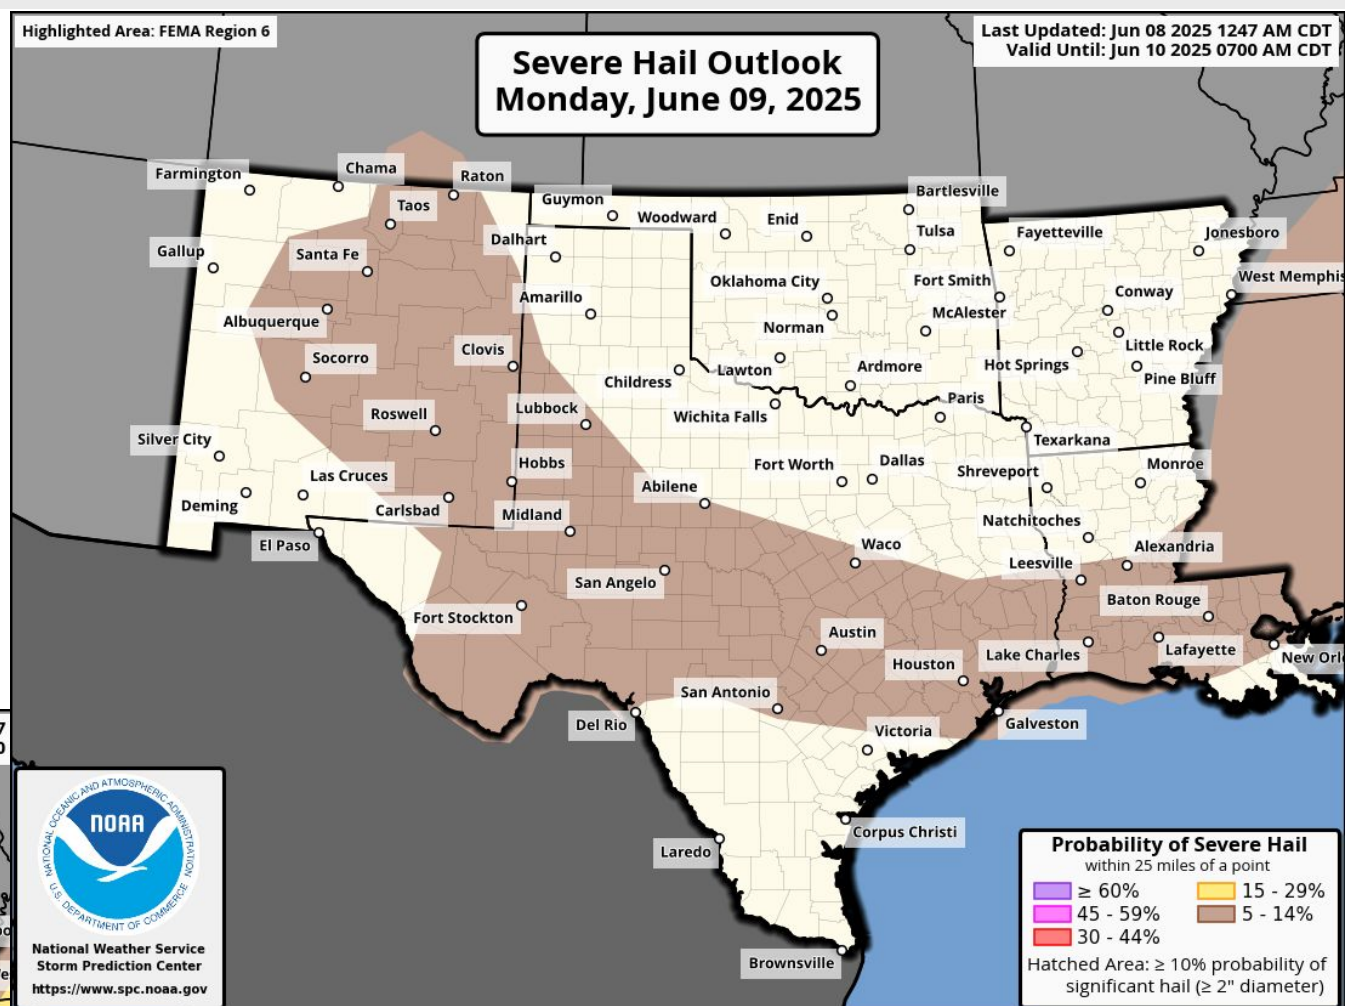 Highlighted Area: FEMA Region 6
Severe Hail Outlook
Monday, June 09, 2025
Last Updated: Jun 08 2025 1247 AM CDT
Valid Until: Jun 10 2025 0700 AM CDT
Farmington
Chama
Raton
Taos
Guymon
Woodward
Enid
Bartlesville
Tulsa
Fayetteville
Jonesboro
Gallup
Santa Fe
Dalhart
Oklahoma City
Fort Smith
West Memphis
Albuquerque
Amarillo
Norman
McAlester
Conway
Little Rock
Socorro
Clovis
Childress
Lawton
Ardmore
Hot Springs
Pine Bluff
Roswell
Lubbock
Wichita Falls
Paris
Texarkana
Silver City
Las Cruces
Hobbs
Fort Worth
Dallas
Shreveport
Monroe
Deming
Carlsbad
Midland
Abilene
Natchitoches
El Paso
San Angelo
Waco
Leesville
Alexandria
Fort Stockton
Austin
Baton Rouge
Houston
Lake Charles
Lafayette
New Orl
San Antonio
Del Rio
Victoria
Galveston
Corpus Christi
Laredo
Brownsville
7
0
NATIONAL OCEANIC AND ATMOSPHERIC ADMINISTRATION
NOAA
U.S. DEPARTMENT OF COMMERCE
National Weather Service
Storm Prediction Center
https://www.spc.noaa.gov
Probability of Severe Hail
within 25 miles of a point
≥ 60%
15 - 29%
45 - 59%
5 - 14%
30 - 44%
Hatched Area: ≥ 10% probability of
significant hail (≥ 2" diameter)